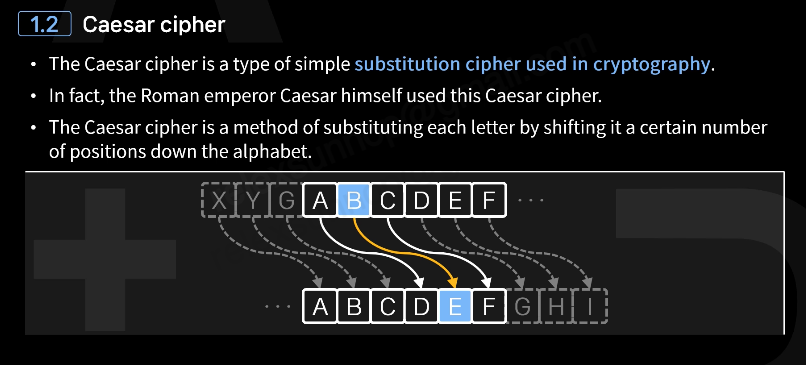 1.2 Caesar cipher
• The Caesar cipher is a type of simple substitution cipher used in cryptography.
• In fact, the Roman emperor Caesar himself used this Caesar cipher.
• The Caesar cipher is a method of substituting each letter by shifting it a certain number
of positions down the alphabet.
X Y G A B C D E F ···
··· A B C D E F G H I